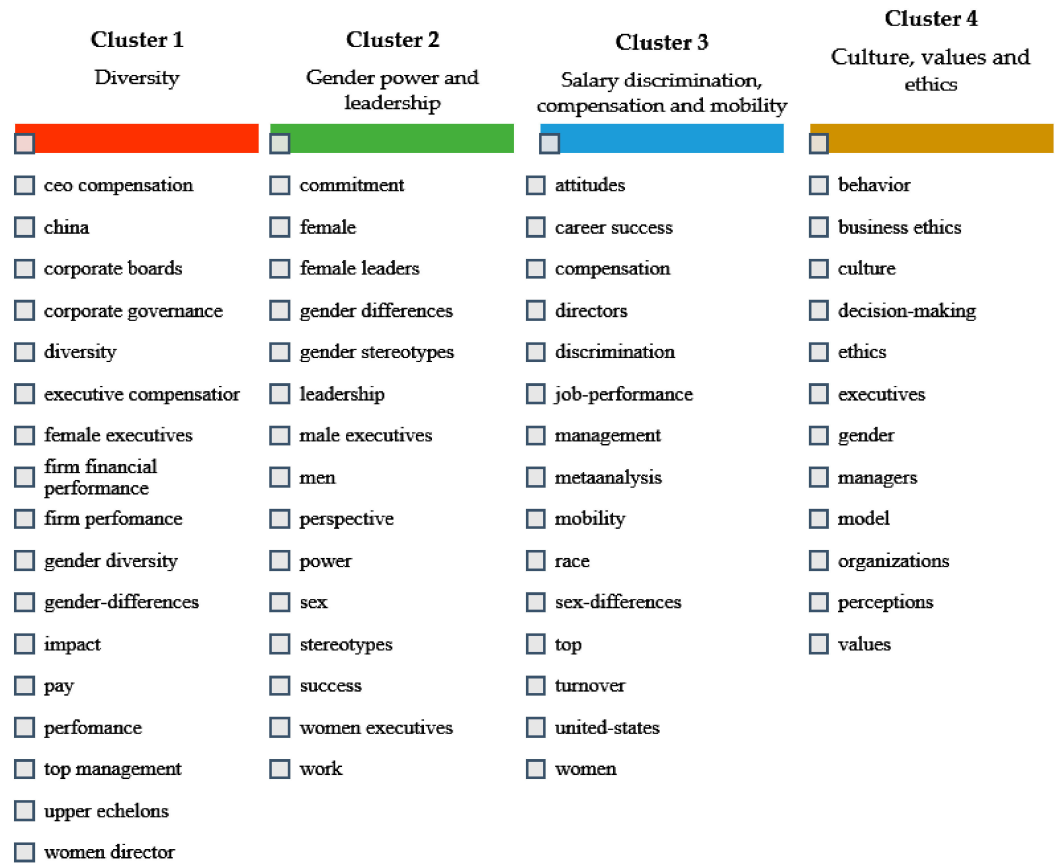 Cluster 1
Diversity
ceo compensation
china
corporate boards
corporate governance
diversity
executive compensatior
female executives
firm financial
performance
firm perfomance
gender diversity
gender-differences
impact
pay
perfomance
top management
upper echelons
women director
Cluster 2
Gender power and
leadership
commitment
female
female leaders
gender differences
gender stereotypes
leadership
male executives
men
perspective
power
sex
stereotypes
success
women executives
work
Cluster 3
Salary discrimination,
compensation and mobility
attitudes
career success
compensation
directors
discrimination
job-performance
management
metaanalysis
mobility
race
sex-differences
top
turnover
united-states
women
Cluster 4
Culture, values and
ethics
behavior
business ethics
culture
decision-making
ethics
executives
gender
managers
model
organizations
perceptions
values